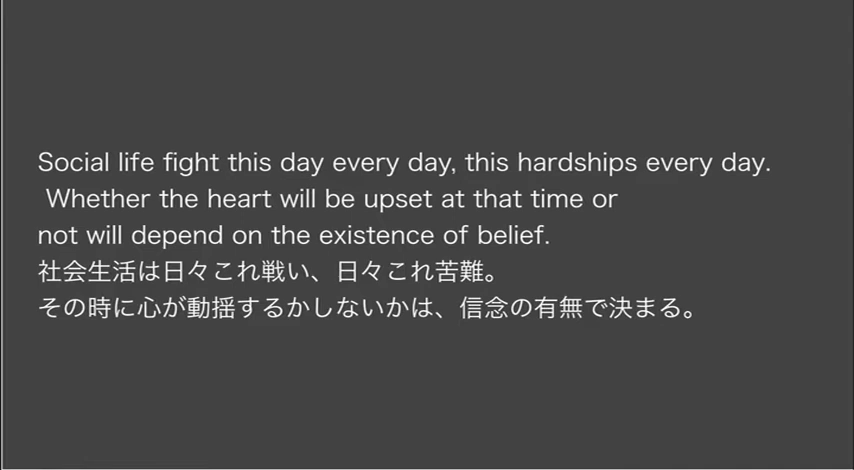 Social life fight this day every day, this hardships every day.
Whether the heart will be upset at that time or
not will depend on the existence of belief.
社会生活は日々これ戦い、日々これ苦難。
その時に心が動揺するかしないかは、信念の有無で決まる。